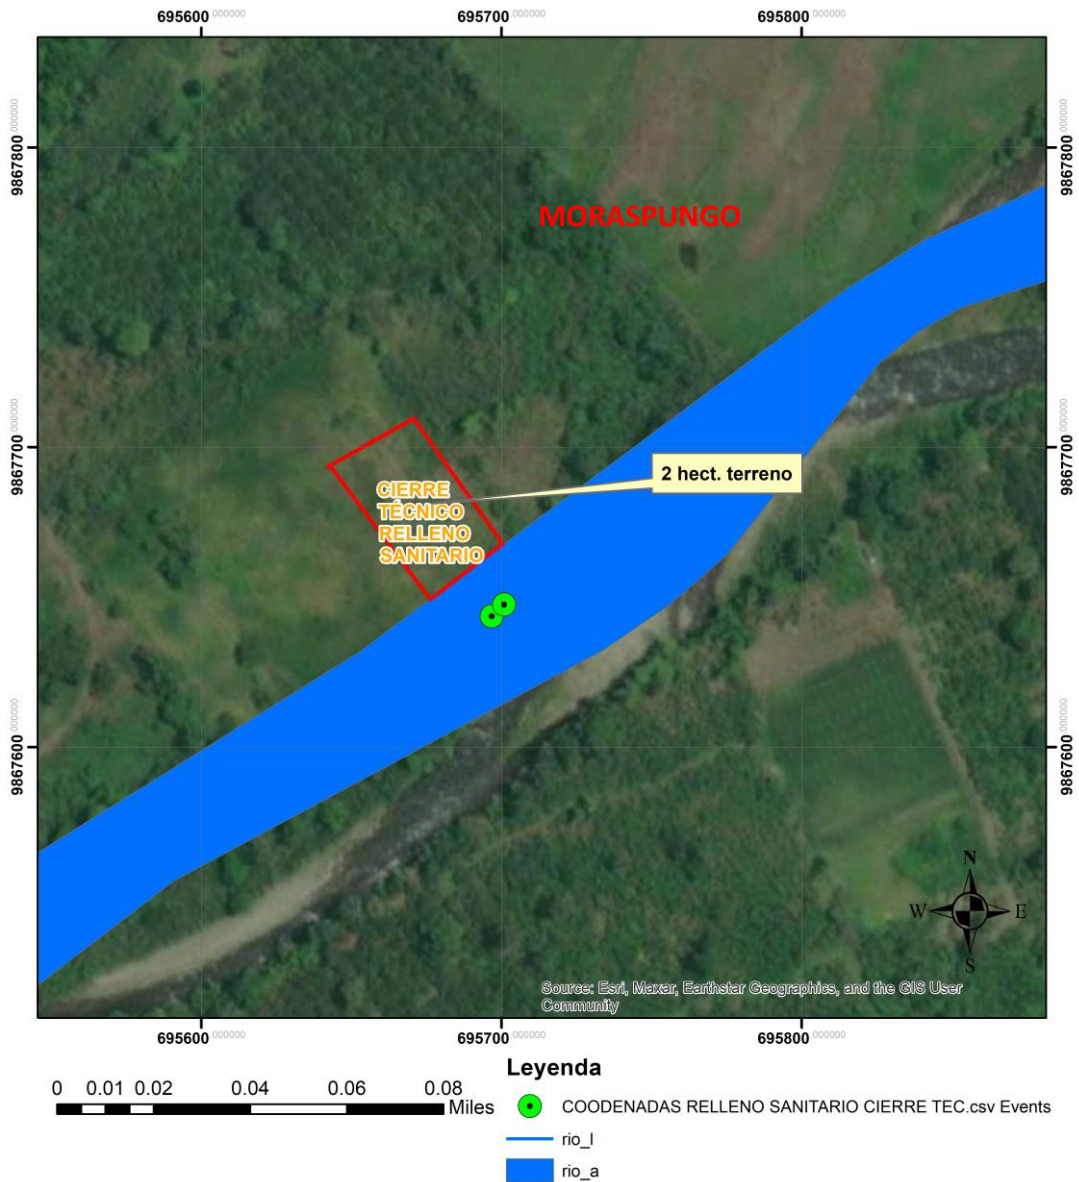 695600.000000 695700.000000 695800.000000
9867800.000000 9867800.000000
MORASPUNGO
9867700.000000 9867700.000000
2 hect. terreno
CIERRE
TÉCNICO
RELLENO
SANITARIO
9867600.000000 9867600.000000
N
W E
S
Source: Esri, Maxar, Earthstar Geographics, and the GIS User
Community
695600.000000 695700.000000 695800.000000
Leyenda
0 0.01 0.02 0.04 0.06 0.08
Miles
COODENADAS RELLENO SANITARIO CIERRE TEC.csv Events
rio_l
rio_a